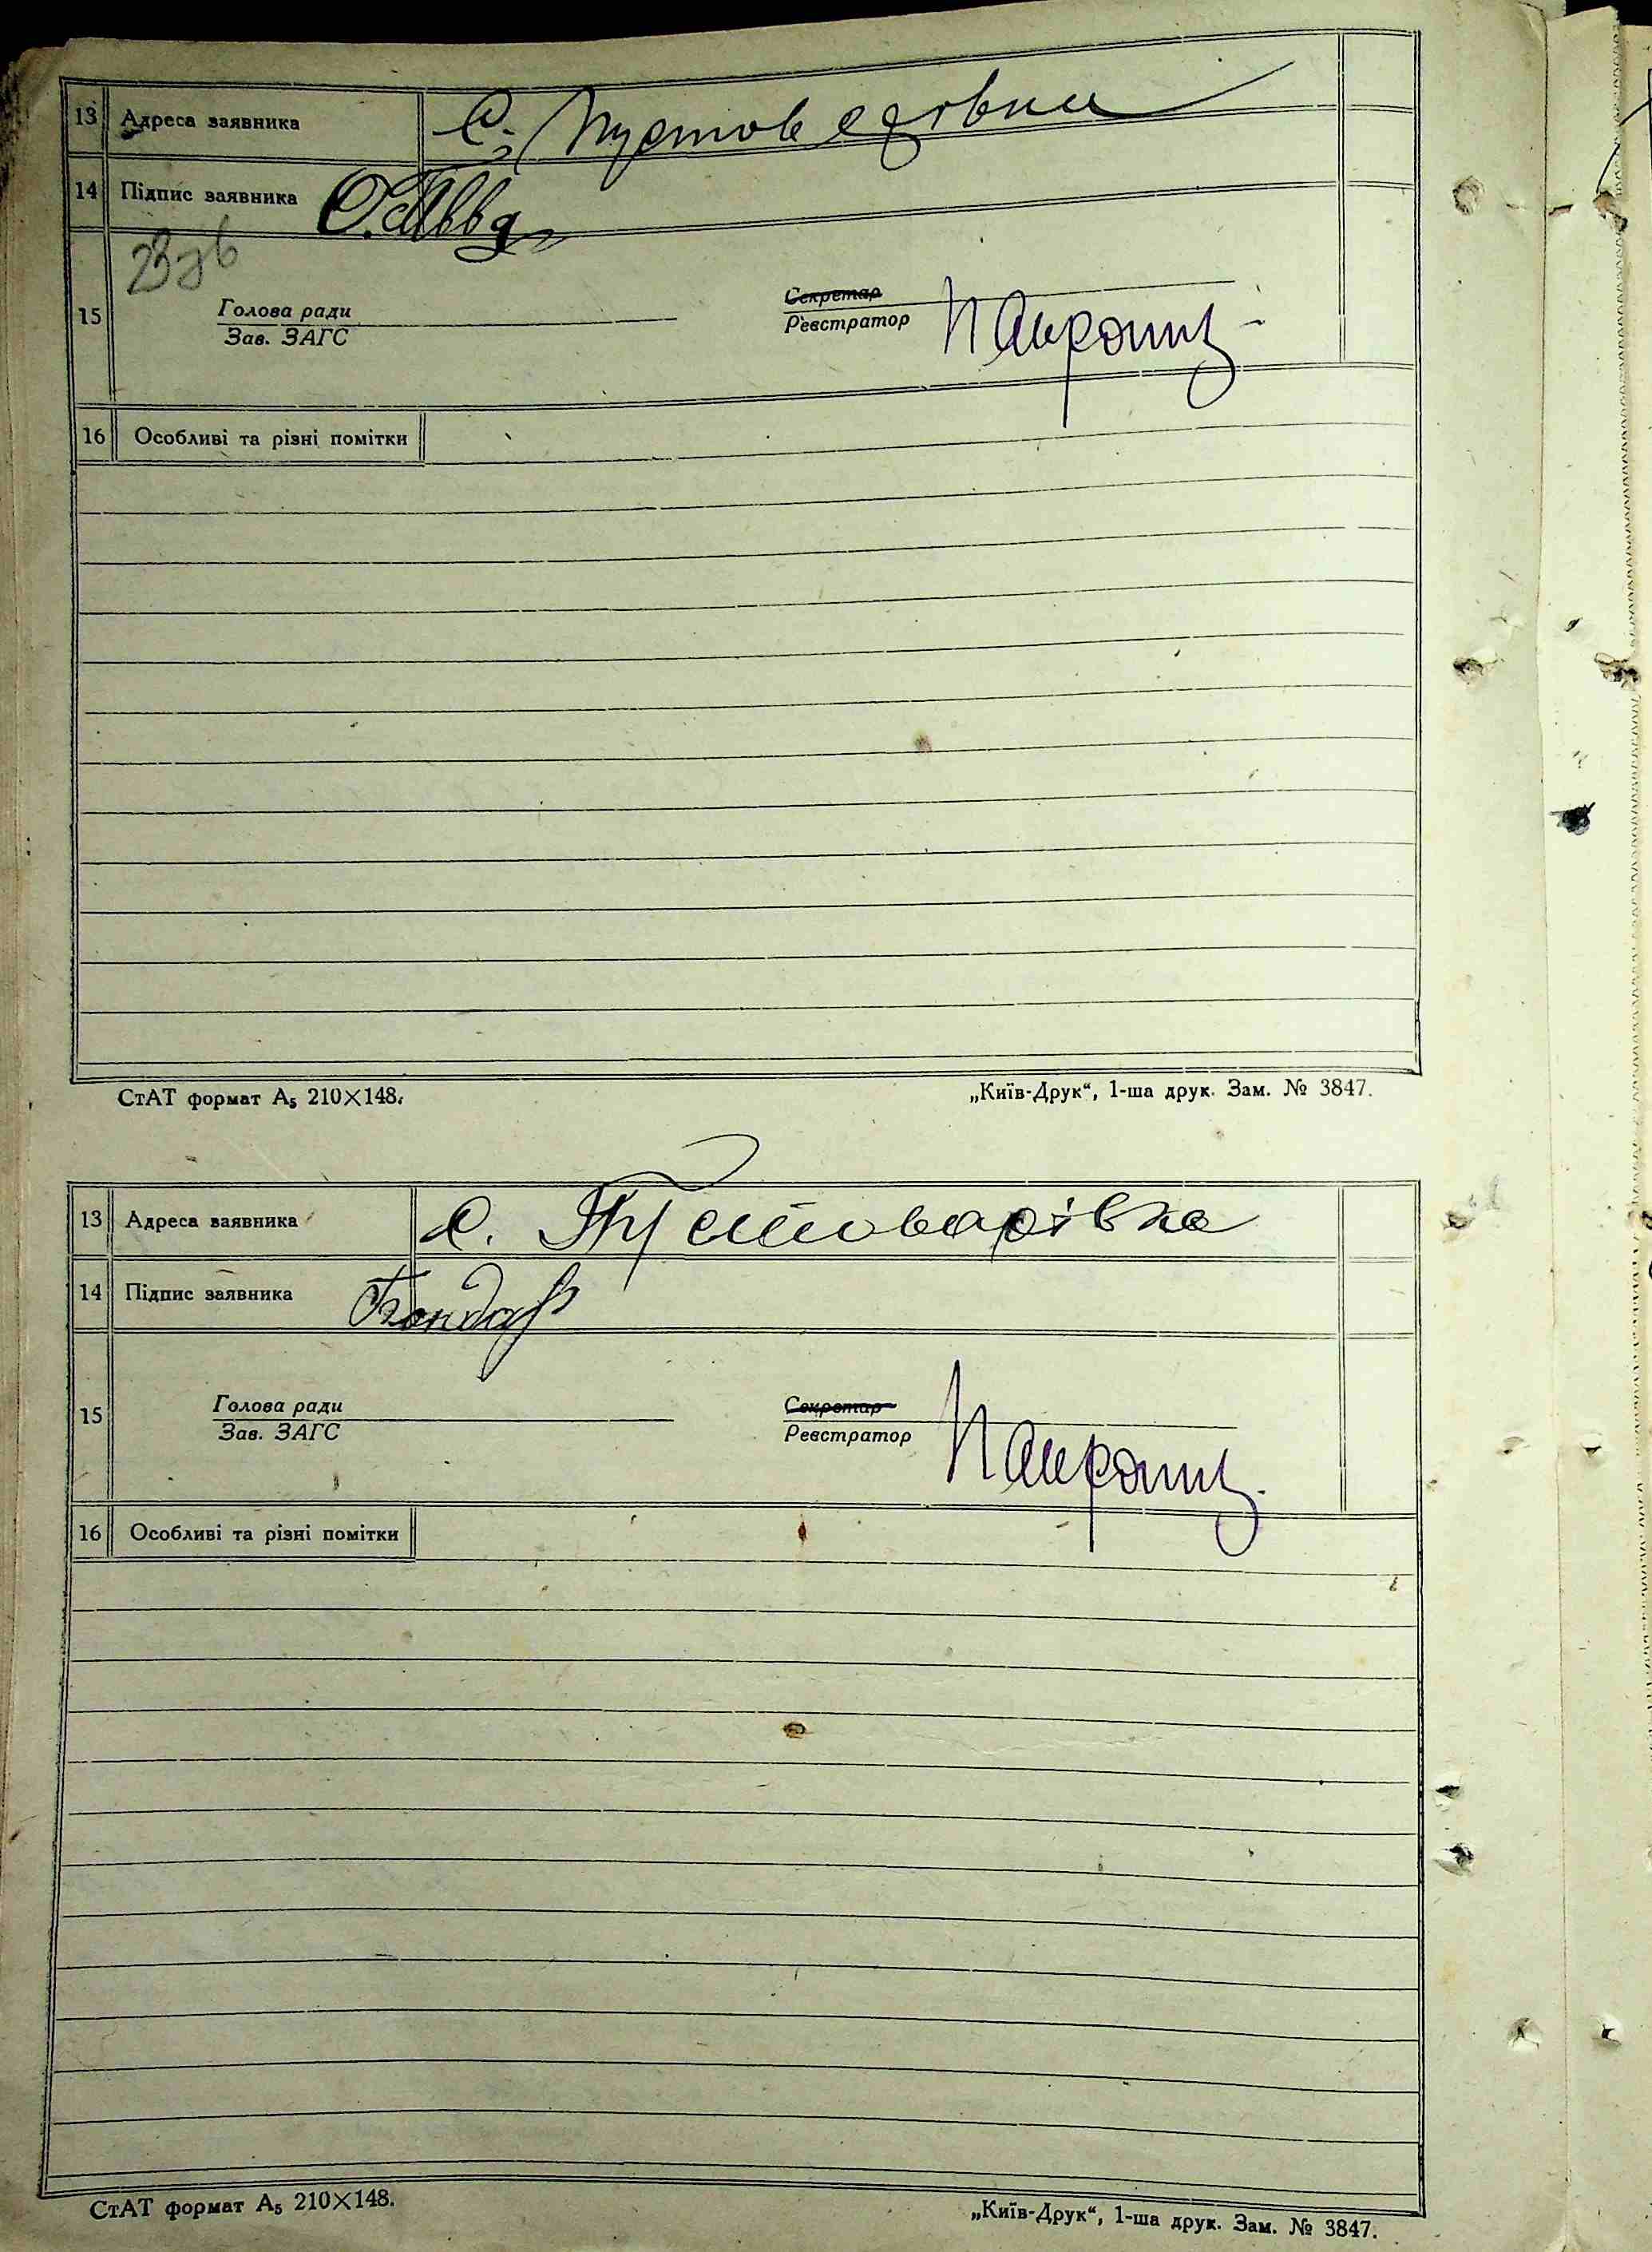 13 Адреса заявника с. Пустоведівка
14 Підпис заявника
15 Голова ради Секретар
Зав. ЗАГС Реєстратор
16 Особливі та різні помітки
СтАТ формат А₅ 210×148. „Київ-Друк“, 1-ша друк. Зам. № 3847.
13 Адреса заявника с. Пустоварівка
14 Підпис заявника Бондар
15 Голова ради Секретар
Зав. ЗАГС Реєстратор
16 Особливі та різні помітки
СтАТ формат А₅ 210×148. „Київ-Друк“, 1-ша друк. Зам. № 3847.